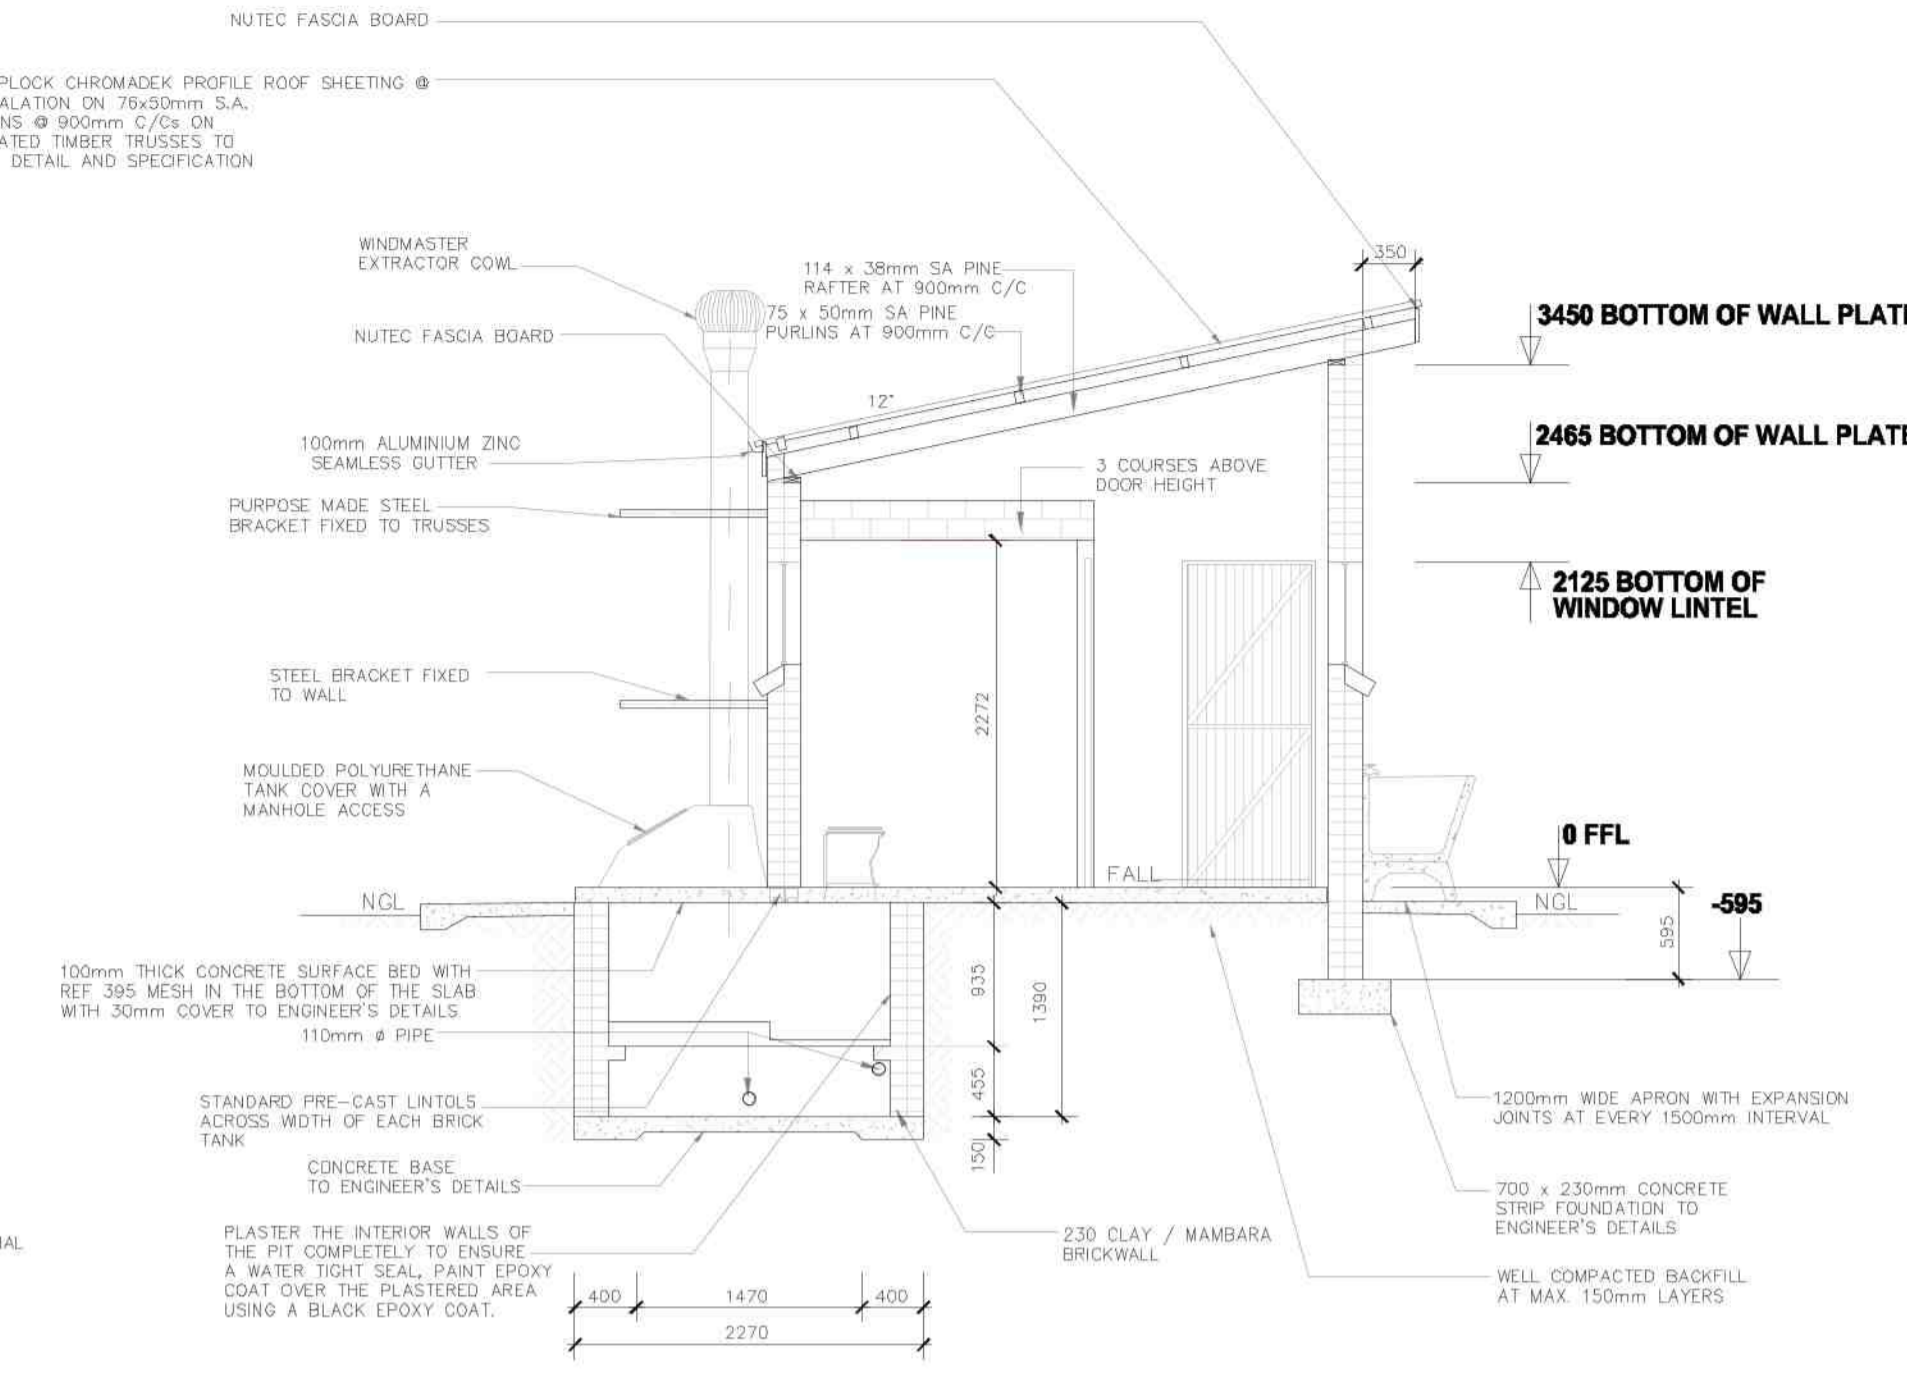 NUTEC FASCIA BOARD
PLOCK CHROMADEK PROFILE ROOF SHEETING @
ALATION ON 76x50mm S.A.
NS @ 900mm C/Cs ON
ATED TIMBER TRUSSES TO
DETAIL AND SPECIFICATION
WINDMASTER
EXTRACTOR COWL
114 x 38mm SA PINE
RAFTER AT 900mm C/C
75 x 50mm SA PINE
PURLINS AT 900mm C/C
350
3450 BOTTOM OF WALL PLATE
NUTEC FASCIA BOARD
12°
100mm ALUMINIUM ZINC
SEAMLESS GUTTER
2465 BOTTOM OF WALL PLATE
3 COURSES ABOVE
DOOR HEIGHT
PURPOSE MADE STEEL
BRACKET FIXED TO TRUSSES
2125 BOTTOM OF
WINDOW LINTEL
STEEL BRACKET FIXED
TO WALL
2272
MOULDED POLYURETHANE
TANK COVER WITH A
MANHOLE ACCESS
0 FFL
FALL
NGL
NGL
-595
595
100mm THICK CONCRETE SURFACE BED WITH
REF 395 MESH IN THE BOTTOM OF THE SLAB
WITH 30mm COVER TO ENGINEER'S DETAILS
935
1390
110mm ø PIPE
455
STANDARD PRE-CAST LINTOLS
ACROSS WIDTH OF EACH BRICK
TANK
150
1200mm WIDE APRON WITH EXPANSION
JOINTS AT EVERY 1500mm INTERVAL
CONCRETE BASE
TO ENGINEER'S DETAILS
700 x 230mm CONCRETE
STRIP FOUNDATION TO
ENGINEER'S DETAILS
IAL
PLASTER THE INTERIOR WALLS OF
THE PIT COMPLETELY TO ENSURE
A WATER TIGHT SEAL, PAINT EPOXY
COAT OVER THE PLASTERED AREA
USING A BLACK EPOXY COAT.
230 CLAY / MAMBARA
BRICKWALL
WELL COMPACTED BACKFILL
AT MAX. 150mm LAYERS
400
1470
400
2270